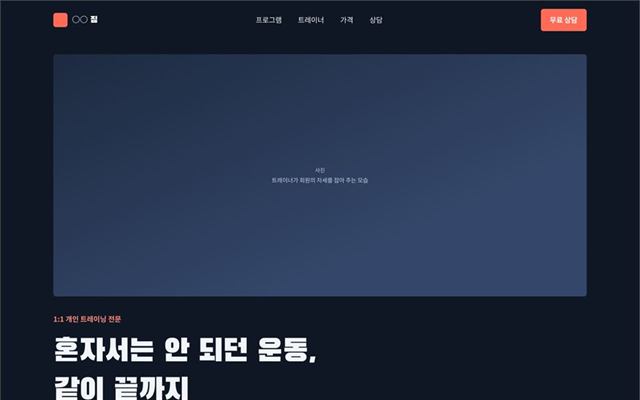 ○○ 짐
프로그램
트레이너
가격
상담
무료 상담
사진
트레이너가 회원의 자세를 잡아 주는 모습
1:1 개인 트레이닝 전문
혼자서는 안 되던 운동,
같이 끝까지